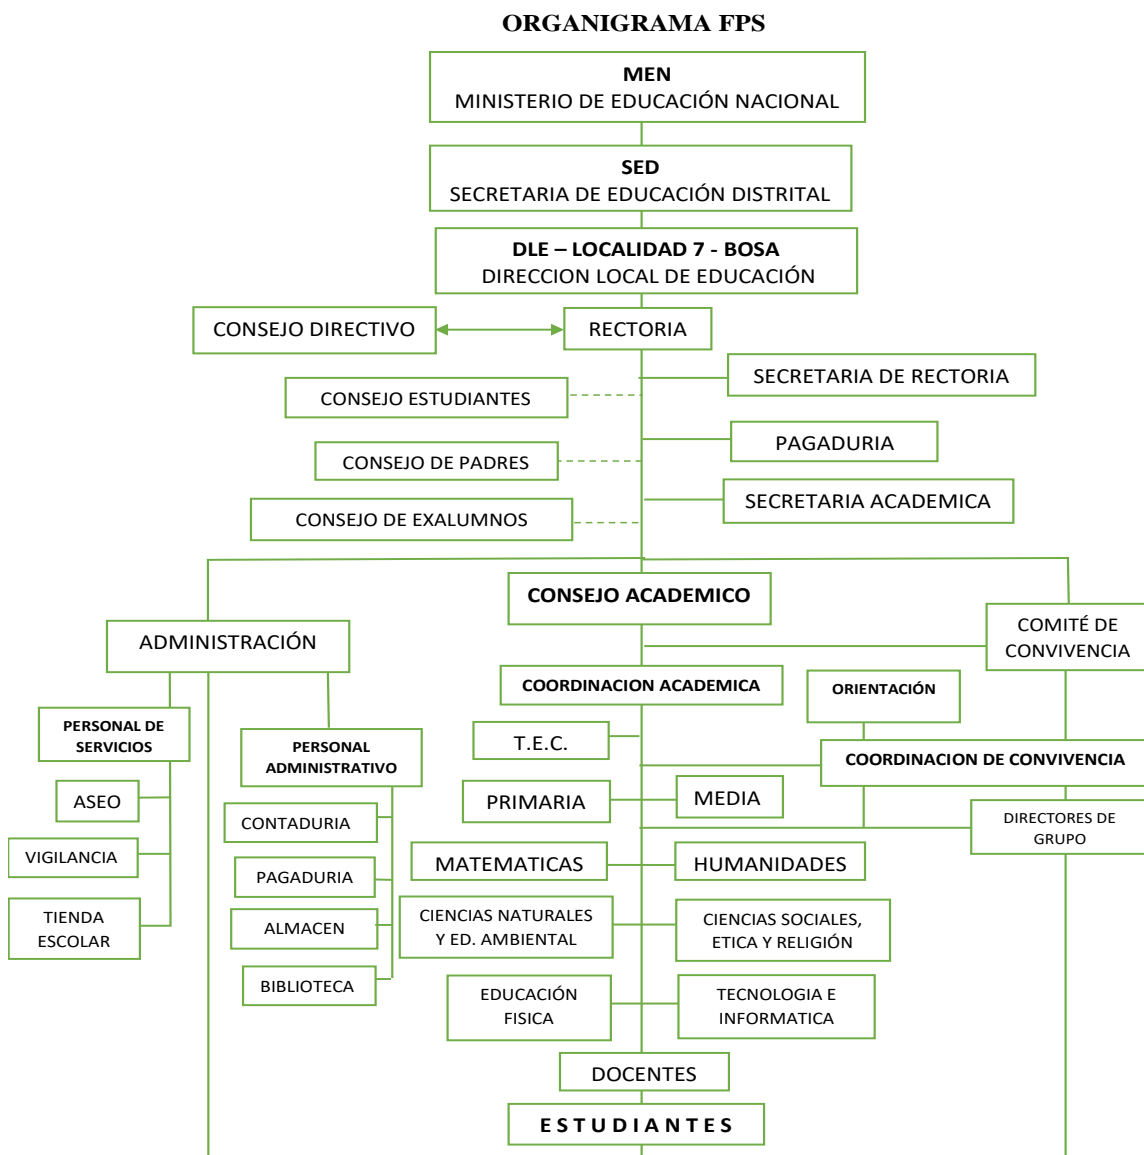 ORGANIGRAMA FPS
MEN
MINISTERIO DE EDUCACIÓN NACIONAL
SED
SECRETARIA DE EDUCACIÓN DISTRITAL
DLE – LOCALIDAD 7 - BOSA
DIRECCION LOCAL DE EDUCACIÓN
CONSEJO DIRECTIVO
RECTORIA
SECRETARIA DE RECTORIA
CONSEJO ESTUDIANTES
PAGADURIA
CONSEJO DE PADRES
SECRETARIA ACADEMICA
CONSEJO DE EXALUMNOS
CONSEJO ACADEMICO
ADMINISTRACIÓN
COMITÉ DE
CONVIVENCIA
COORDINACION ACADEMICA
ORIENTACIÓN
PERSONAL DE
SERVICIOS
PERSONAL
ADMINISTRATIVO
T.E.C.
COORDINACION DE CONVIVENCIA
ASEO
PRIMARIA
MEDIA
CONTADURIA
DIRECTORES DE
GRUPO
VIGILANCIA
MATEMATICAS
HUMANIDADES
PAGADURIA
TIENDA
ESCOLAR
ALMACEN
CIENCIAS NATURALES
Y ED. AMBIENTAL
CIENCIAS SOCIALES,
ETICA Y RELIGIÓN
BIBLIOTECA
EDUCACIÓN
FISICA
TECNOLOGIA E
INFORMATICA
DOCENTES
E S T U D I A N T E S